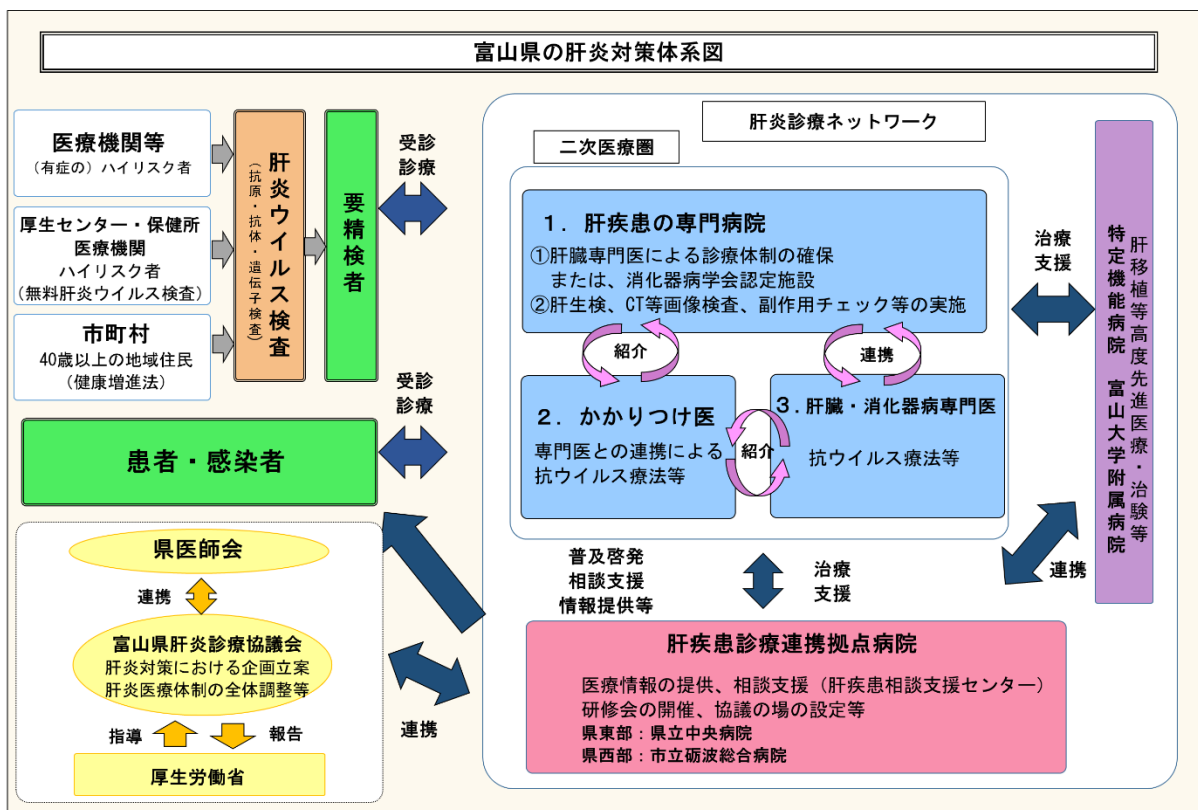 富山県の肝炎対策体系図
医療機関等
（有症の）ハイリスク者
厚生センター・保健所
医療機関
ハイリスク者
（無料肝炎ウイルス検査）
市町村
40歳以上の地域住民
（健康増進法）
肝炎ウイルス検査
（抗原・抗体・遺伝子検査）
要精検者
受診
診療
患者・感染者
受診
診療
肝炎診療ネットワーク
二次医療圏
１．肝疾患の専門病院
①肝臓専門医による診療体制の確保
または、消化器病学会認定施設
②肝生検、CT等画像検査、副作用チェック等の実施
紹介
連携
２．かかりつけ医
専門医との連携による
抗ウイルス療法等
紹介
３．肝臓・消化器病専門医
抗ウイルス療法等
治療
支援
肝移植等高度先進医療・治験等
特定機能病院　富山大学附属病院
連携
普及啓発
相談支援
情報提供等
治療
支援
肝疾患診療連携拠点病院
医療情報の提供、相談支援（肝疾患相談支援センター）
研修会の開催、協議の場の設定等
県東部：県立中央病院
県西部：市立砺波総合病院
県医師会
連携
富山県肝炎診療協議会
肝炎対策における企画立案
肝炎医療体制の全体調整等
指導
報告
厚生労働省
連携